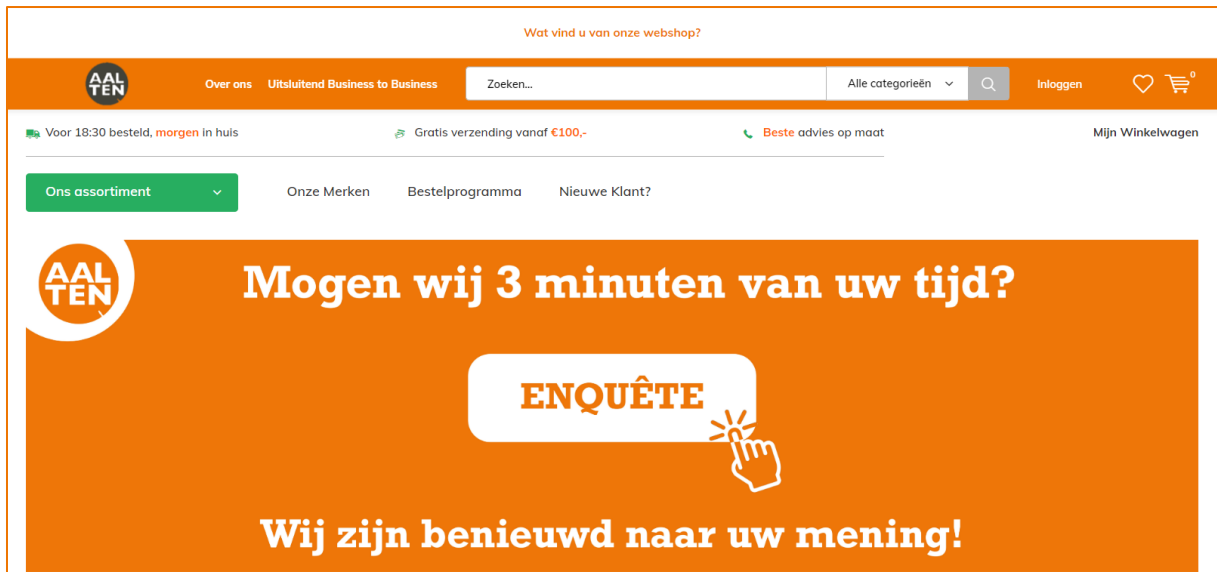 Wat vind u van onze webshop?
AAL
TEN
Over ons Uitsluitend Business to Business Zoeken... Alle categorieën Inloggen 0
Voor 18:30 besteld, morgen in huis Gratis verzending vanaf €100,- Beste advies op maat Mijn Winkelwagen
Ons assortiment Onze Merken Bestelprogramma Nieuwe Klant?
AAL
TEN
Mogen wij 3 minuten van uw tijd?
ENQUÊTE
Wij zijn benieuwd naar uw mening!